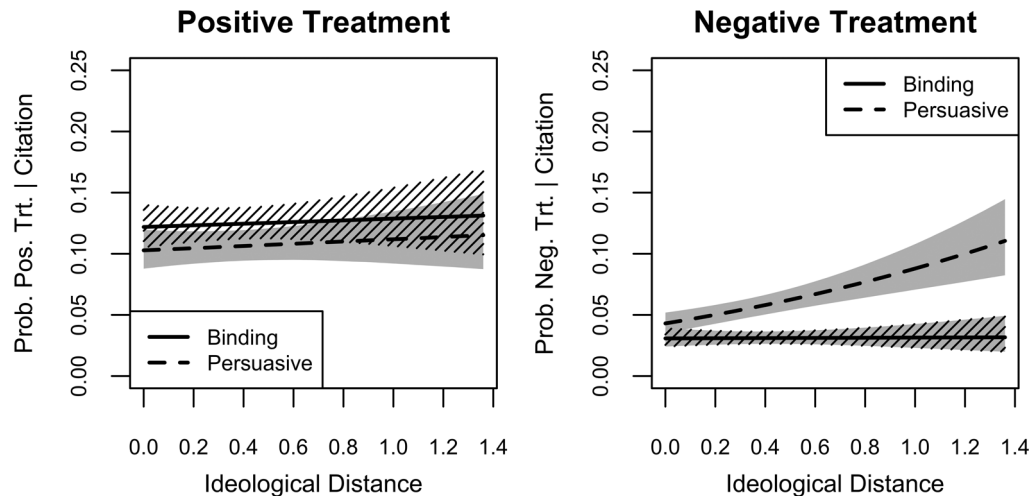 Positive Treatment
Prob. Pos. Trt. | Citation
0.25
0.20
0.15
0.10
0.05
0.00
Binding
Persuasive
0.0 0.2 0.4 0.6 0.8 1.0 1.2 1.4
Ideological Distance
Negative Treatment
Prob. Neg. Trt. | Citation
0.25
0.20
0.15
0.10
0.05
0.00
Binding
Persuasive
0.0 0.2 0.4 0.6 0.8 1.0 1.2 1.4
Ideological Distance